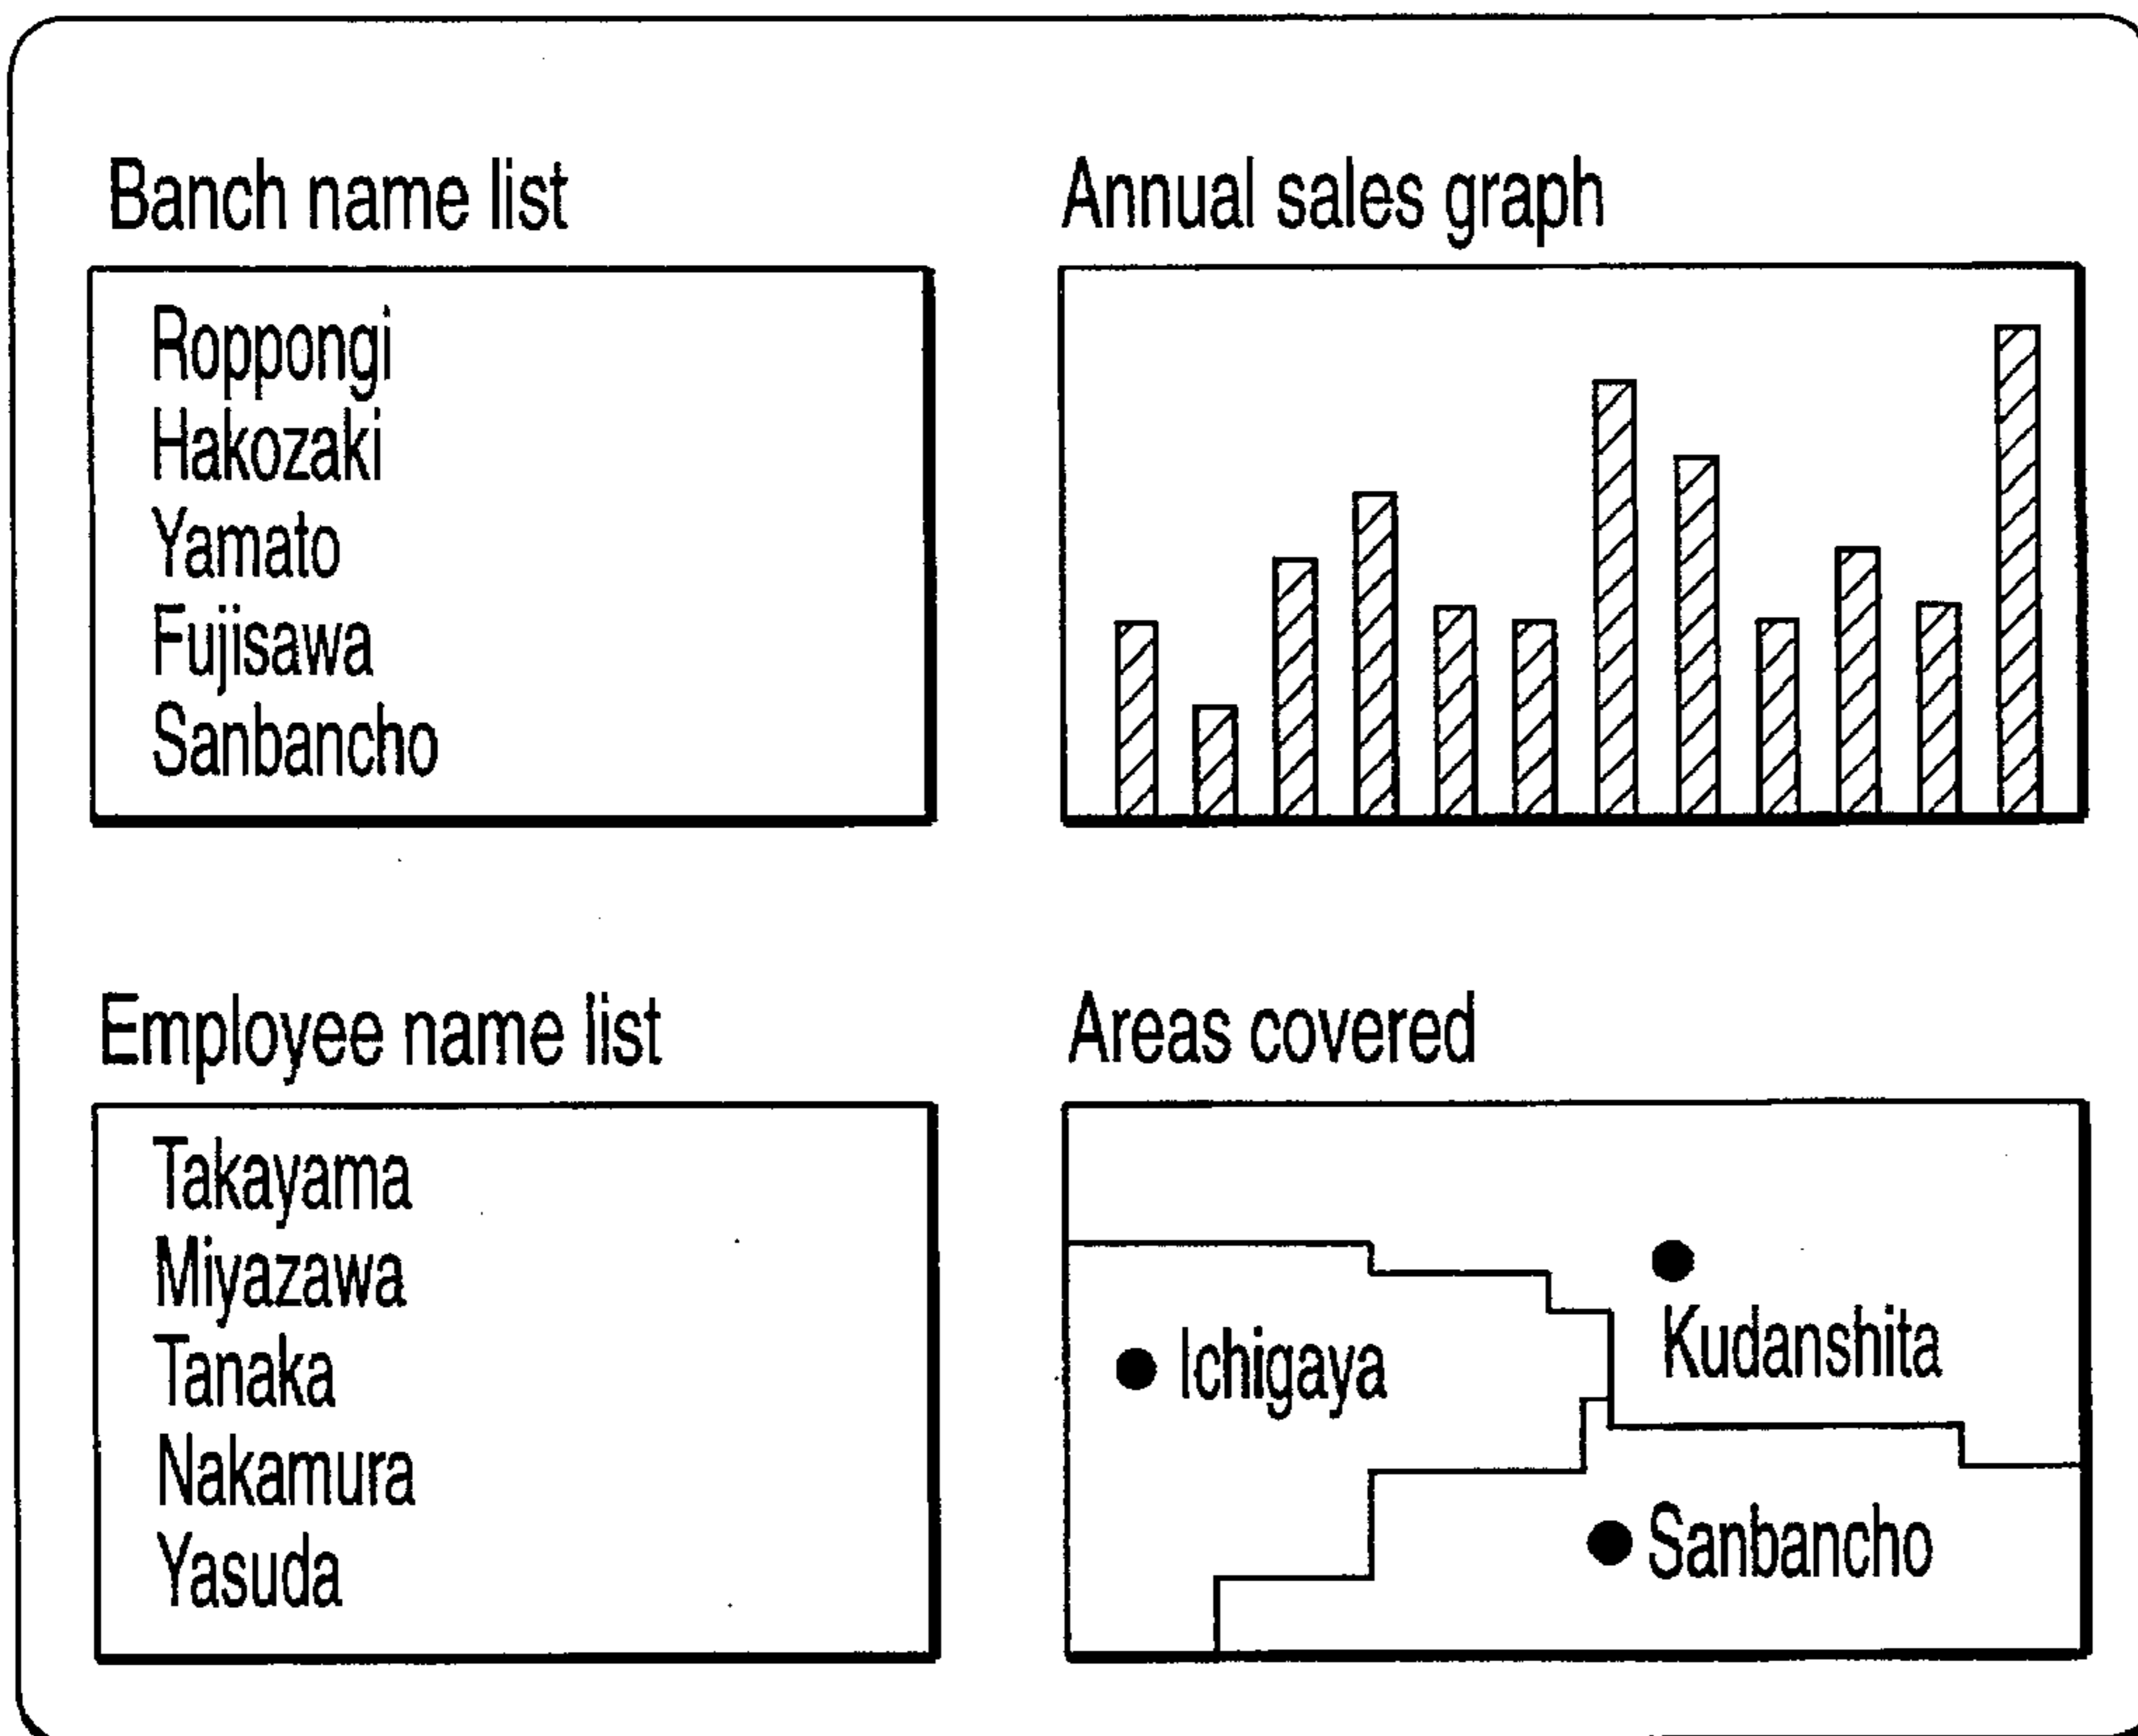 Banch name list
Roppongi
Hakozaki
Yamato
Fujisawa
Sanbancho
Annual sales graph
Employee name list
Takayama
Miyazawa
Tanaka
Nakamura
Yasuda
Areas covered
Kudanshita
Ichigaya
Sanbancho